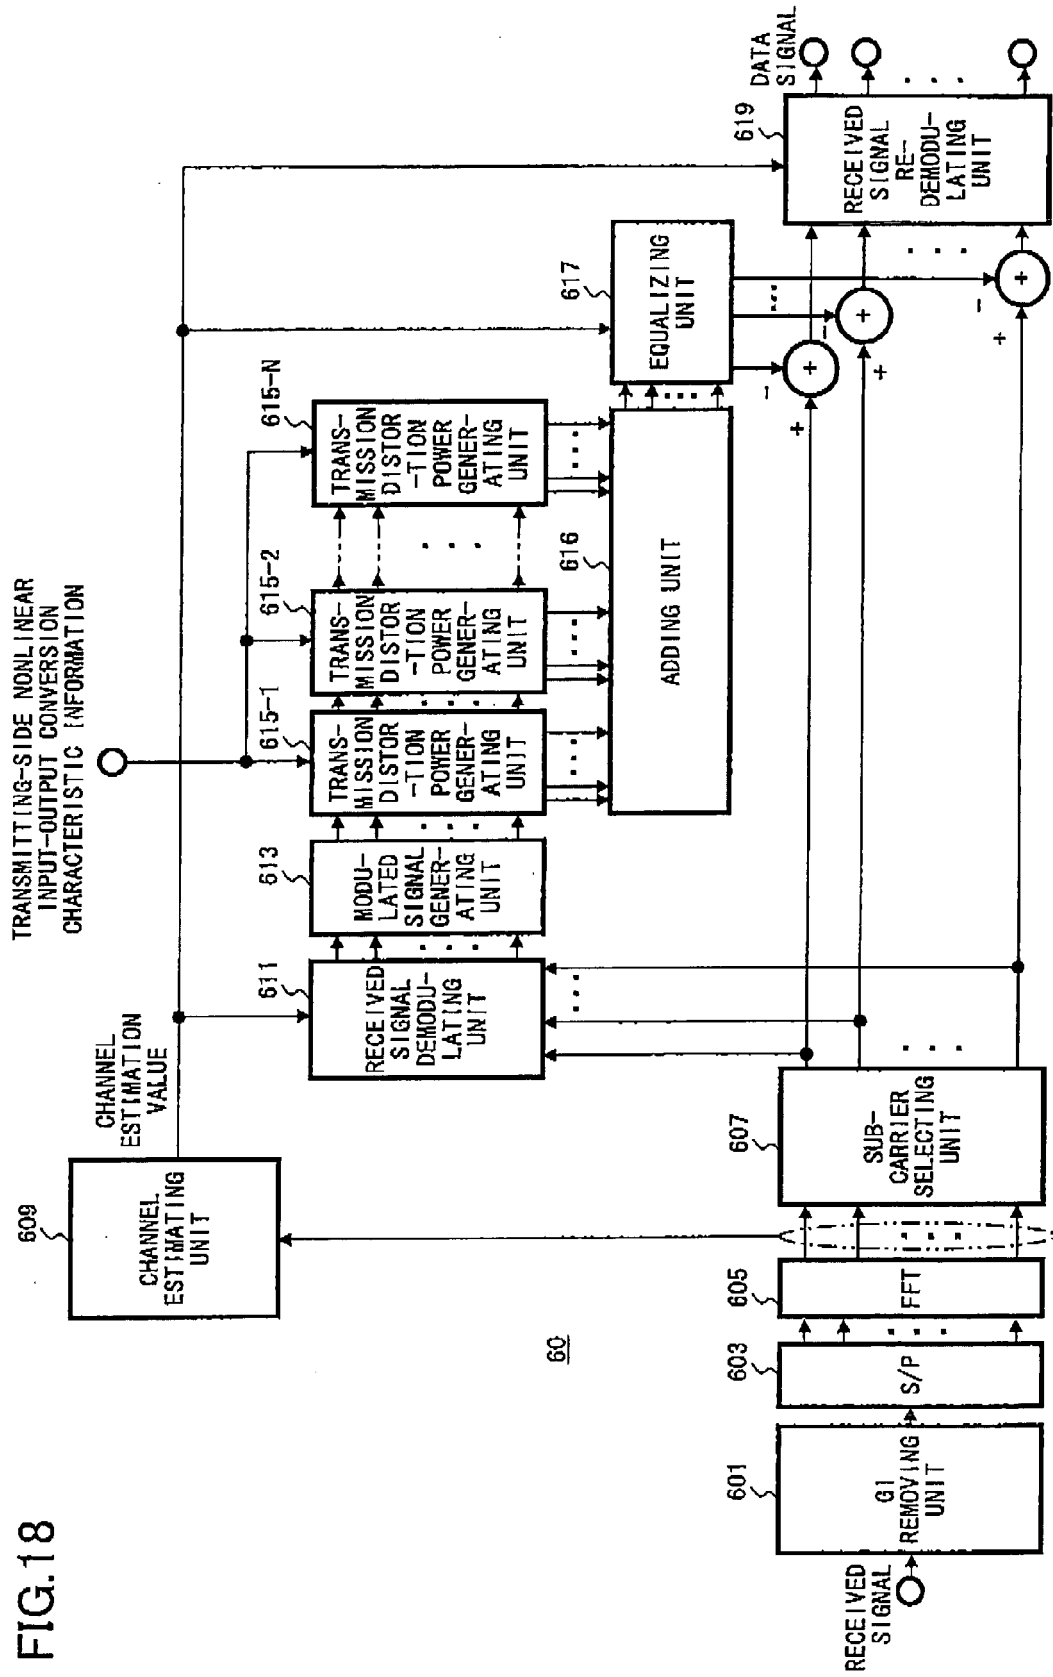 FIG.18
TRANSMITTING-SIDE NONLINEAR
INPUT-OUTPUT CONVERSION
CHARACTERISTIC INFORMATION
609
CHANNEL
ESTIMATING
UNIT
CHANNEL
ESTIMATION
VALUE
611
RECEIVED
SIGNAL
DEMODU-
LATING
UNIT
613
MODU-
LATED
SIGNAL
GENER-
ATING
UNIT
615-1
TRANS-
MISSION
DISTOR
-TION
POWER
GENER-
ATING
UNIT
615-2
TRANS-
MISSION
DISTOR
-TION
POWER
GENER-
ATING
UNIT
615-N
TRANS-
MISSION
DISTOR
-TION
POWER
GENER-
ATING
UNIT
60
616
ADDING UNIT
617
EQUALIZING
UNIT
RECEIVED
SIGNAL
601
GI
REMOVING
UNIT
603
S/P
605
FFT
607
SUB-
CARRIER
SELECTING
UNIT
+
-
+
+
-
+
+
-
+
619
RECEIVED
SIGNAL
RE-
DEMODU-
LATING
UNIT
DATA
SIGNAL